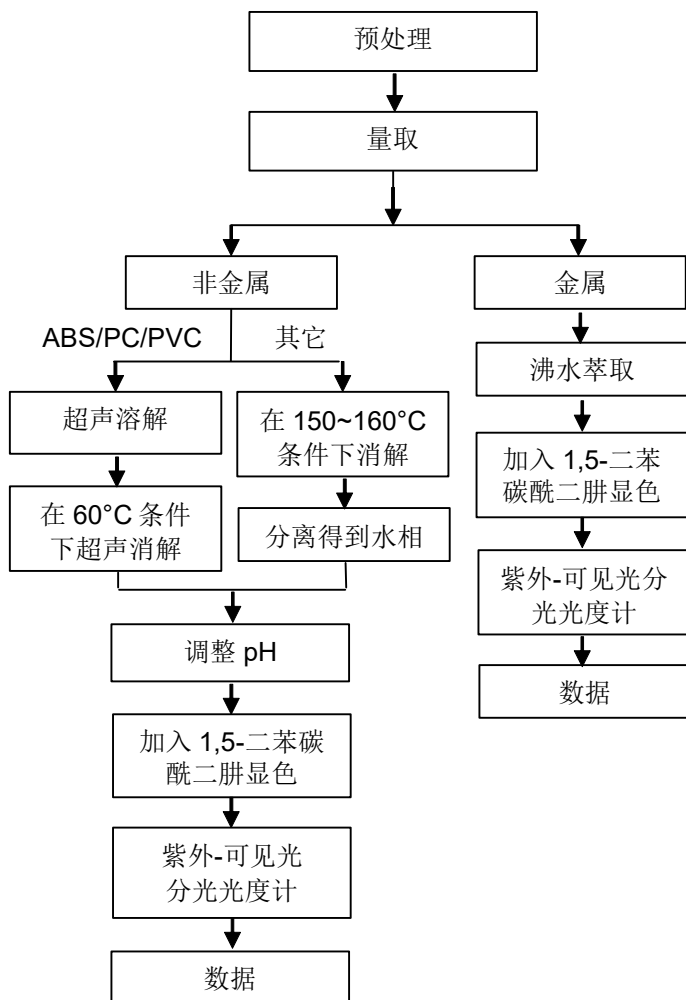 预处理
量取
非金属
金属
ABS/PC/PVC
其它
沸水萃取
超声溶解
在 150~160°C
条件下消解
加入 1,5-二苯
碳酰二肼显色
在 60°C 条件
下超声消解
分离得到水相
紫外-可见光分
光光度计
调整 pH
数据
加入 1,5-二苯碳
酰二肼显色
紫外-可见光
分光光度计
数据